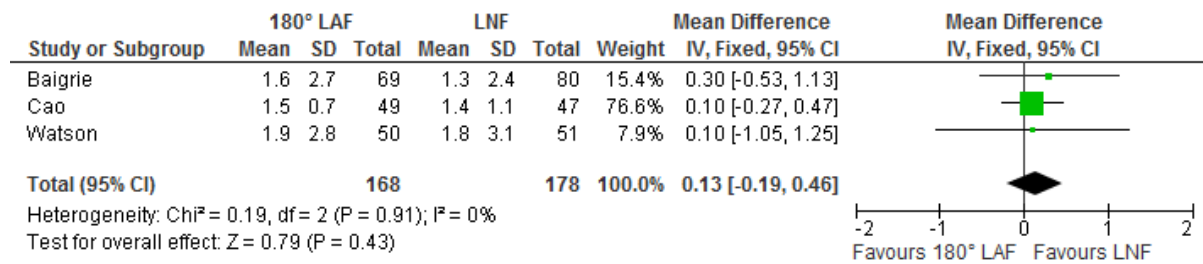 180° LAF LNF Mean Difference Mean Difference
Study or Subgroup Mean SD Total Mean SD Total Weight IV, Fixed, 95% CI IV, Fixed, 95% CI
Baigrie 1.6 2.7 69 1.3 2.4 80 15.4% 0.30 [-0.53, 1.13]
Cao 1.5 0.7 49 1.4 1.1 47 76.6% 0.10 [-0.27, 0.47]
Watson 1.9 2.8 50 1.8 3.1 51 7.9% 0.10 [-1.05, 1.25]
Total (95% CI) 168 178 100.0% 0.13 [-0.19, 0.46]
Heterogeneity: Chi² = 0.19, df = 2 (P = 0.91); I² = 0%
Test for overall effect: Z = 0.79 (P = 0.43)
-2 -1 0 1 2
Favours 180° LAF Favours LNF